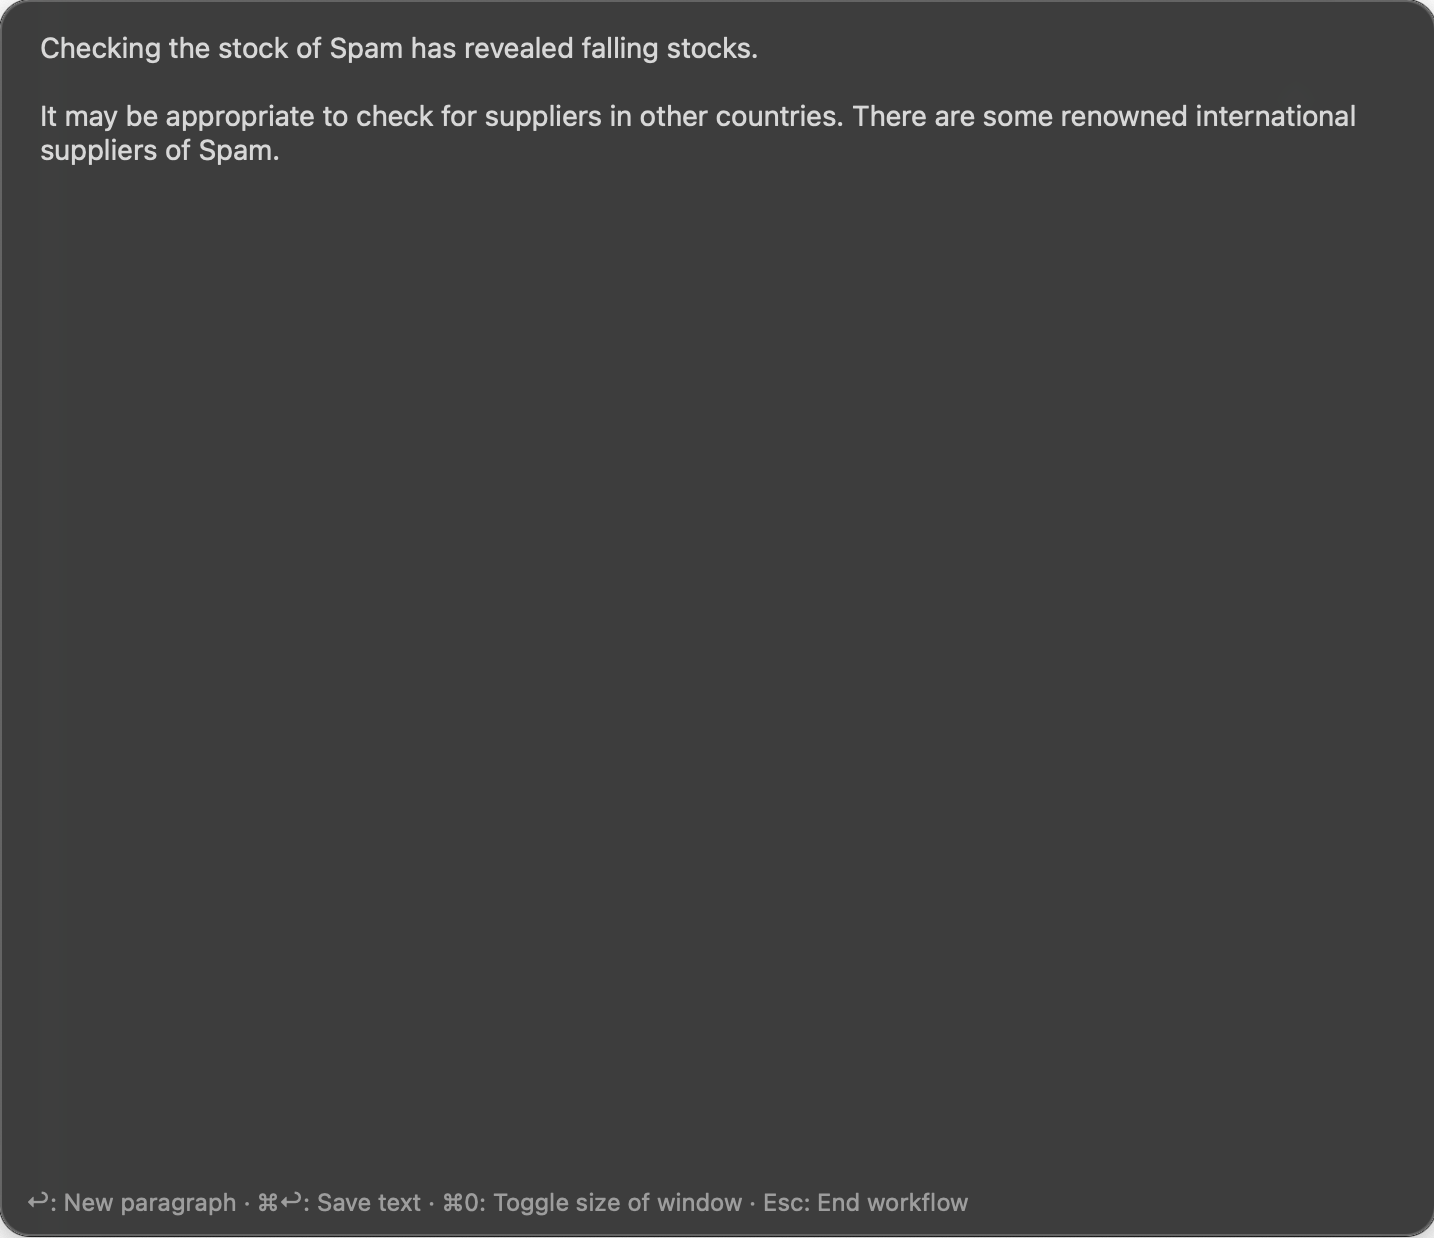 Checking the stock of Spam has revealed falling stocks.
It may be appropriate to check for suppliers in other countries. There are some renowned international
suppliers of Spam.
↩: New paragraph · ⌘↩: Save text · ⌘0: Toggle size of window · Esc: End workflow